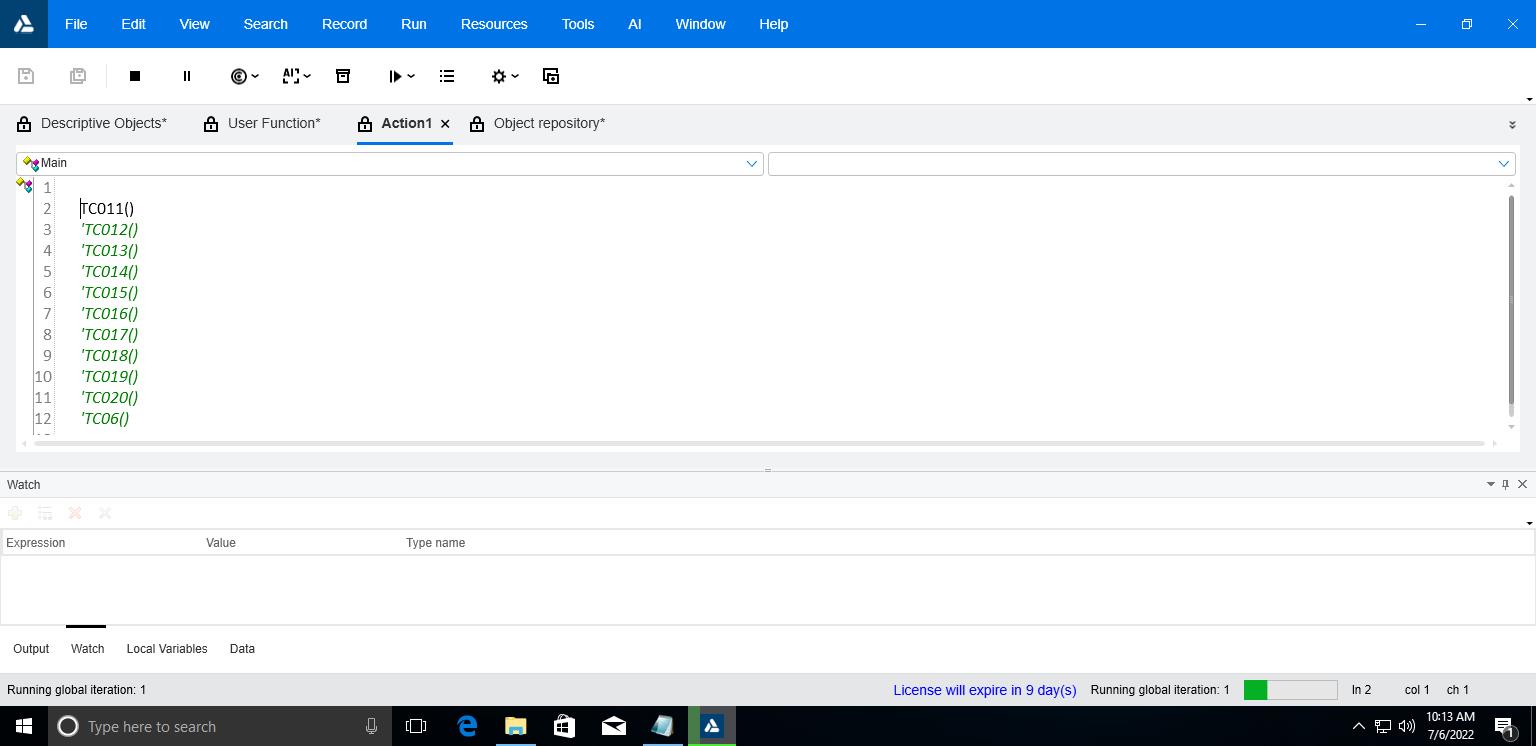 File Edit View Search Record Run Resources Tools AI Window Help
AI
Descriptive Objects* User Function* Action1 Object repository*
Main
1
2 TC011()
3 'TC012()
4 'TC013()
5 'TC014()
6 'TC015()
7 'TC016()
8 'TC017()
9 'TC018()
10 'TC019()
11 'TC020()
12 'TC06()
Watch
Expression Value Type name
Output Watch Local Variables Data
Running global iteration: 1 License will expire in 9 day(s) Running global iteration: 1 ln 2 col 1 ch 1
Type here to search 10:13 AM
7/6/2022 1